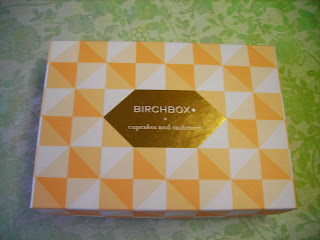 BIRCHBOX•
+
cupcakes and cashmere